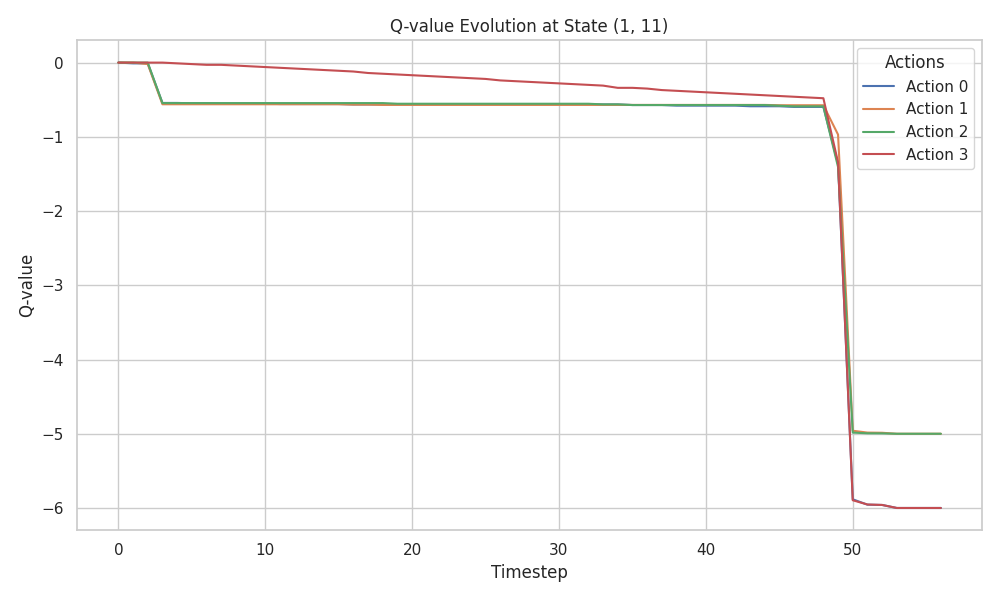 Q-value Evolution at State (1, 11)
Q-value
0
−1
−2
−3
−4
−5
−6
Actions
Action 0
Action 1
Action 2
Action 3
0 10 20 30 40 50
Timestep